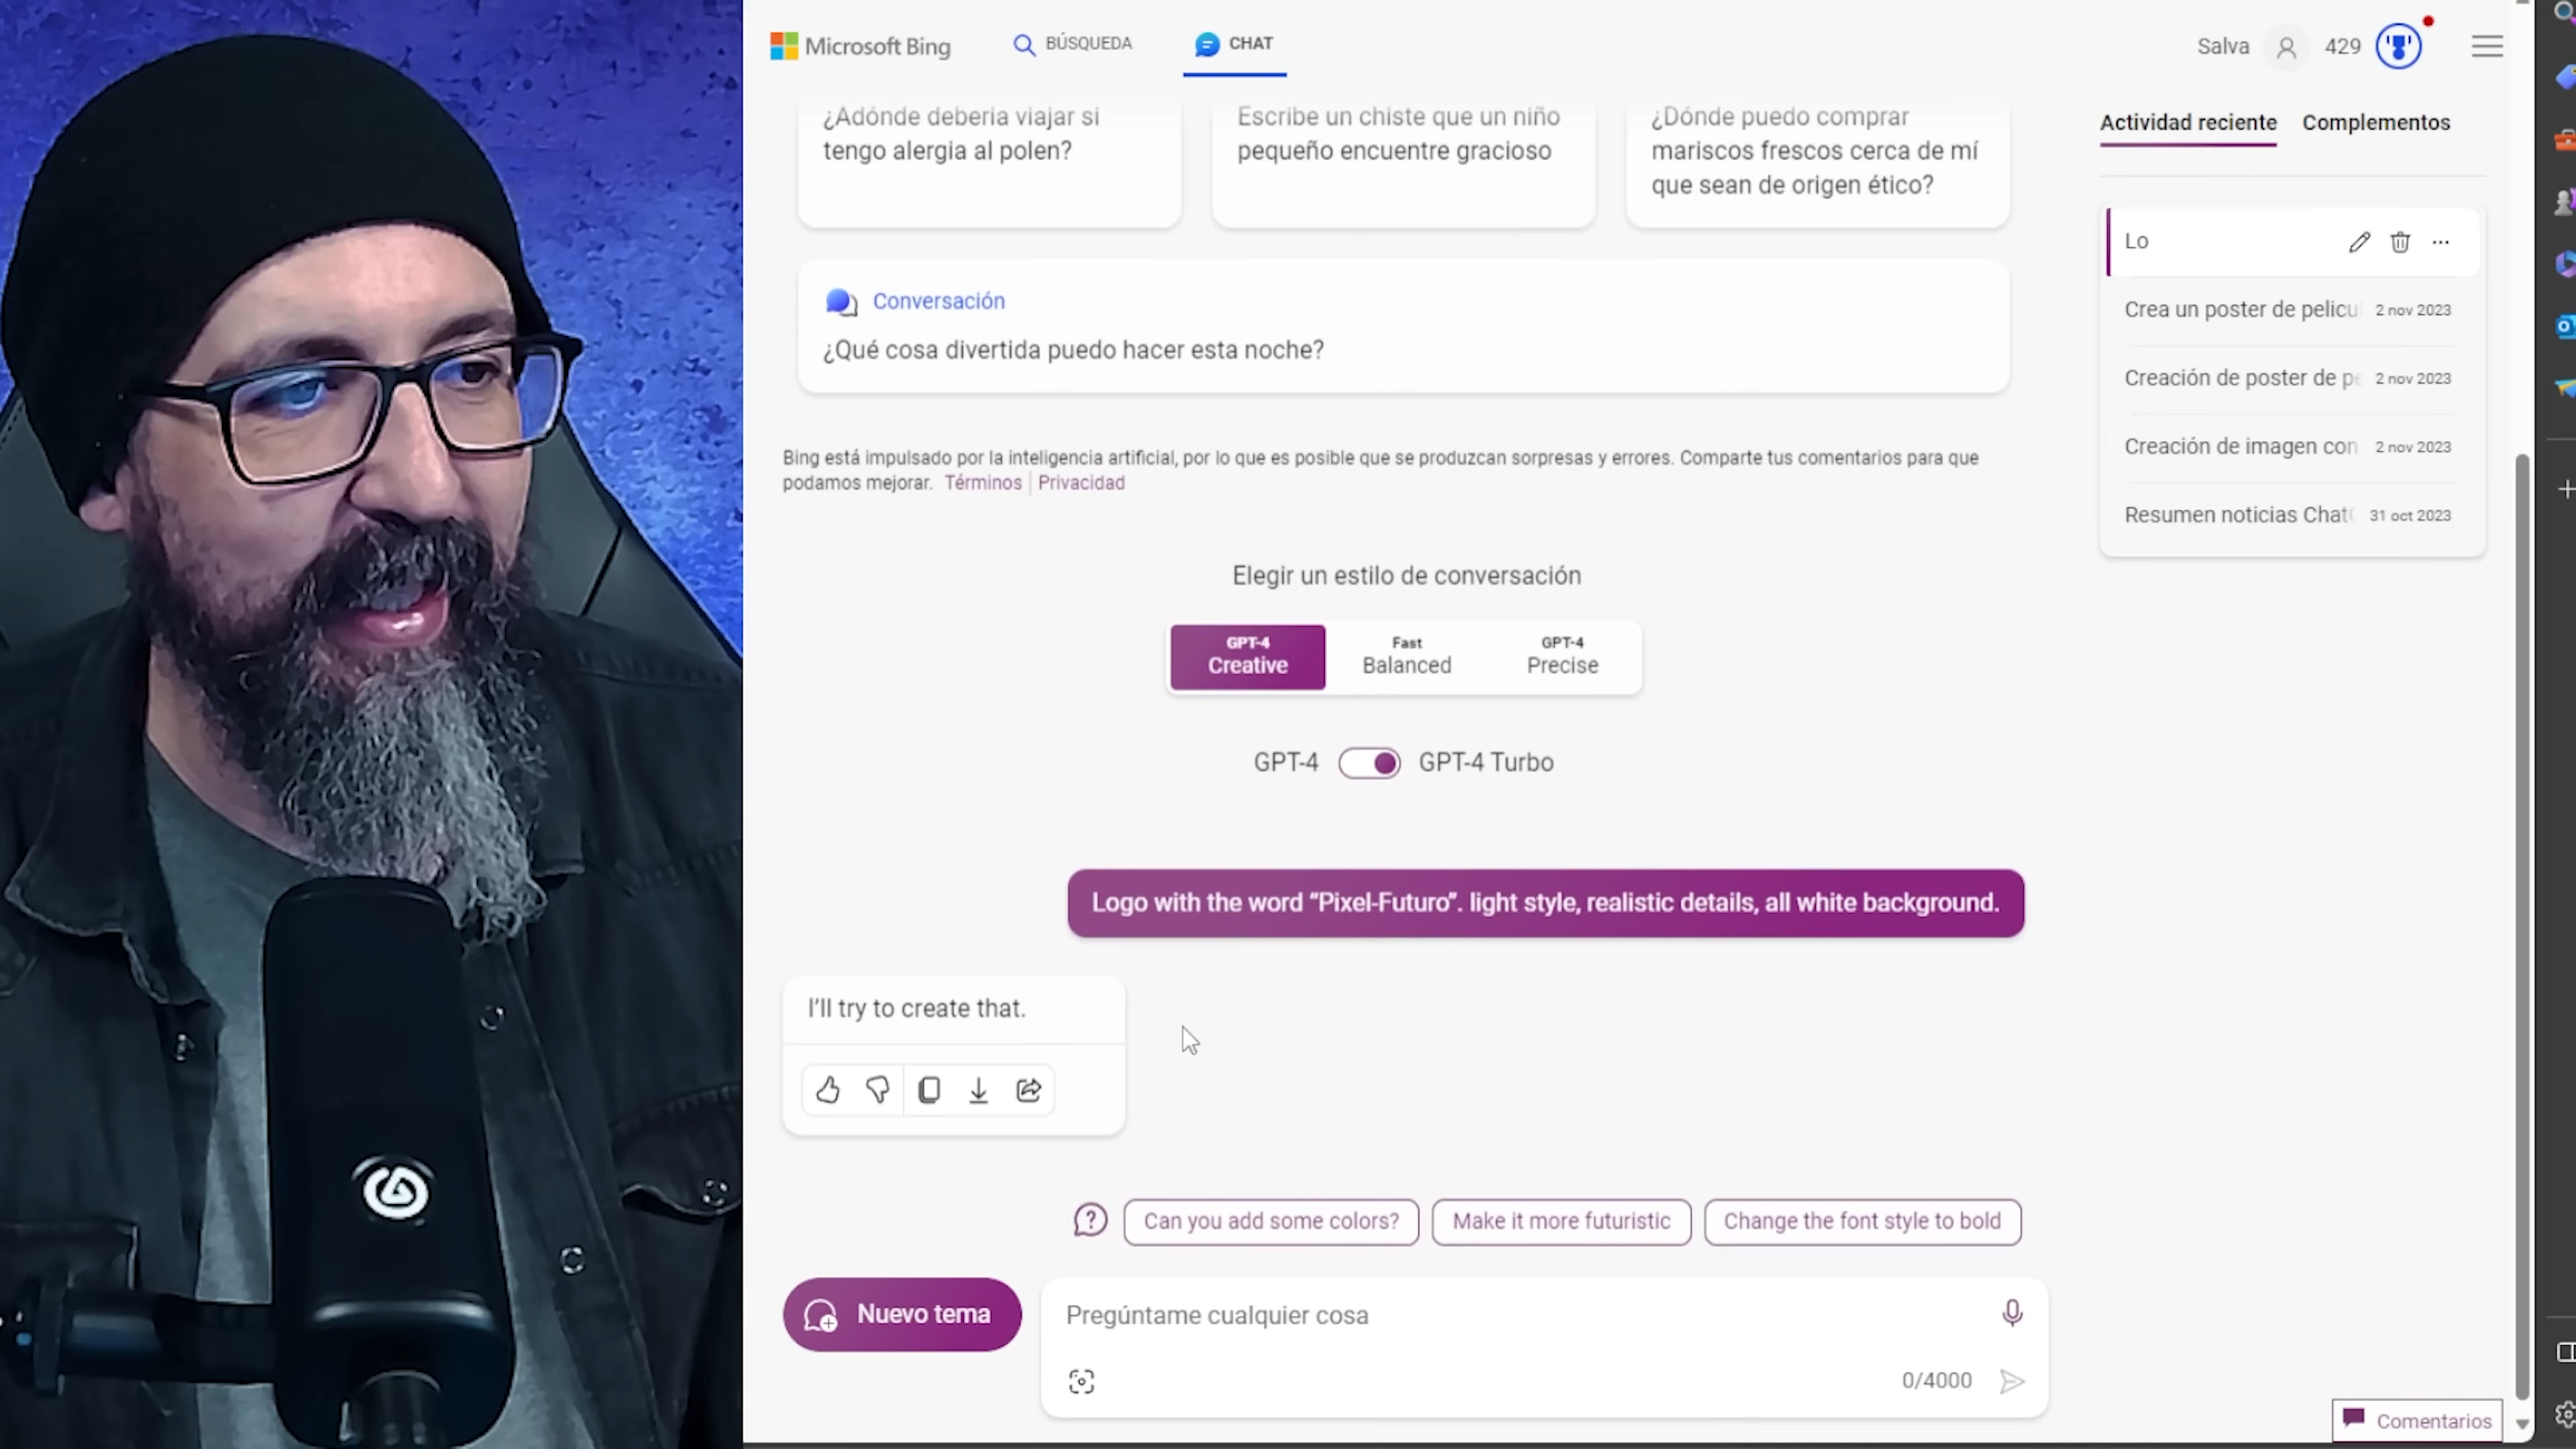 Microsoft Bing
BÚSQUEDA
CHAT
Salva
429
¿Adónde deberia viajar si
tengo alergia al polen?
Escribe un chiste que un niño
pequeño encuentre gracioso
¿Dónde puedo comprar
mariscos frescos cerca de mí
que sean de origen ético?
Conversación
¿Qué cosa divertida puedo hacer esta noche?
Bing está impulsado por la inteligencia artificial, por lo que es posible que se produzcan sorpresas y errores. Comparte tus comentarios para que
podamos mejorar. Términos Privacidad
Elegir un estilo de conversación
GPT-4
Creative
Fast
Balanced
GPT-4
Precise
GPT-4
GPT-4 Turbo
Logo with the word “Pixel-Futuro”. light style, realistic details, all white background.
I'll try to create that.
Can you add some colors?
Make it more futuristic
Change the font style to bold
Nuevo tema
Pregúntame cualquier cosa
0/4000
Actividad reciente
Complementos
Lo
Crea un poster de pelicu 2 nov 2023
Creación de poster de pe 2 nov 2023
Creación de imagen con 2 nov 2023
Resumen noticias Chat 31 oct 2023
Comentarios